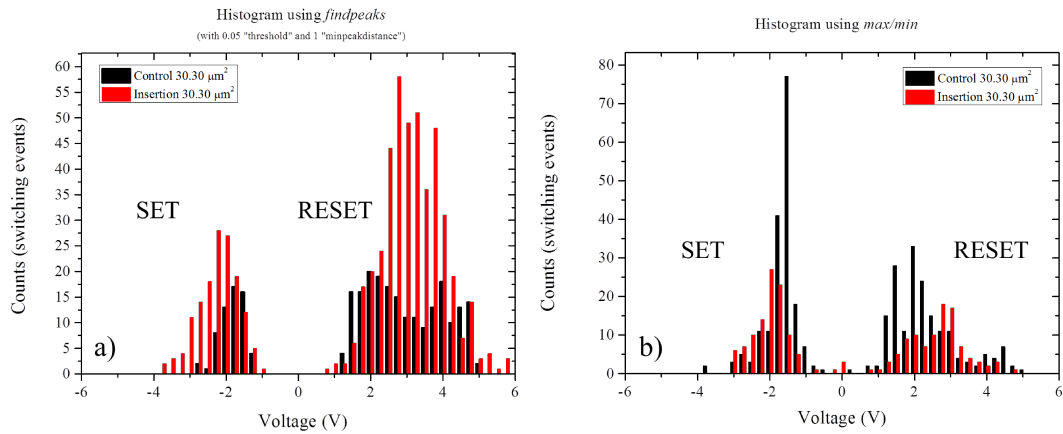 Histogram using findpeaks
(with 0.05 "threshold" and 1 "minpeakdistance")
60
55
50
45
40
35
30
25
20
15
10
5
0
Counts (switching events)
Control 30.30 μm²
Insertion 30.30 μm²
SET
RESET
a)
-6
-4
-2
0
2
4
6
Voltage (V)
Histogram using max/min
80
70
60
50
40
30
20
10
0
Counts (switching events)
Control 30.30 μm²
Insertion 30.30 μm²
SET
RESET
b)
-6
-4
-2
0
2
4
6
Voltage (V)